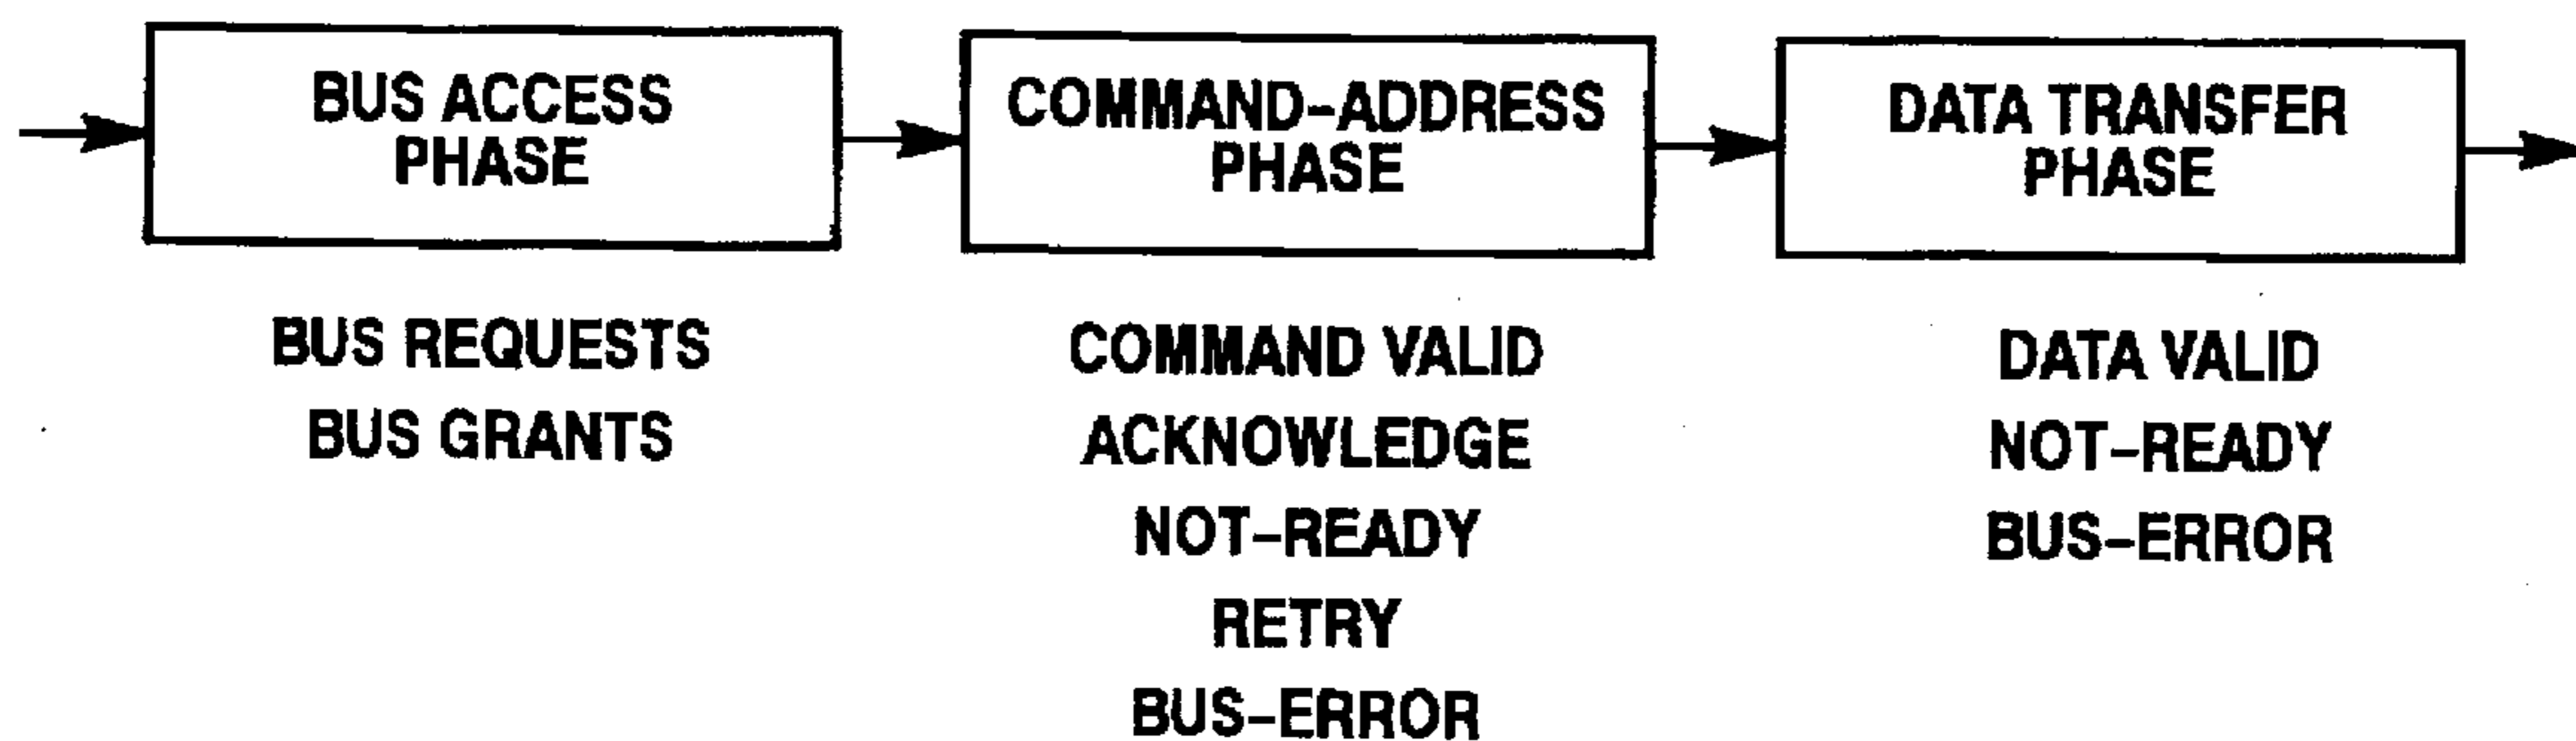 BUS ACCESS
PHASE
COMMAND-ADDRESS
PHASE
DATA TRANSFER
PHASE
BUS REQUESTS
BUS GRANTS
COMMAND VALID
ACKNOWLEDGE
NOT-READY
RETRY
BUS-ERROR
DATA VALID
NOT-READY
BUS-ERROR